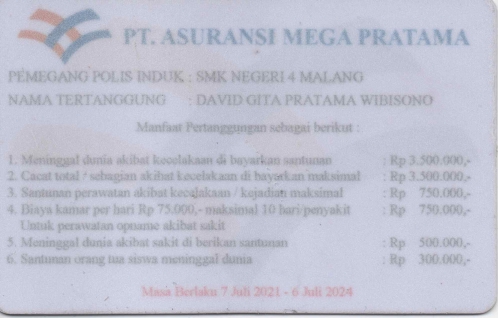 PT. ASURANSI MEGA PRATAMA
PEMEGANG POLIS INDUK : SMK NEGERI 4 MALANG
NAMA TERTANGGUNG : DAVID GITA PRATAMA WIBISONO
Manfaat Pertanggungan sebagai berikut :
1. Meninggal dunia akibat kecelakaan di bayarkan santunan : Rp 3.500.000,-
2. Cacat total / sebagian akibat kecelakaan di bayarkan maksimal : Rp 3.500.000,-
3. Santunan perawatan akibat kecelakaan / kejadian maksimal : Rp 750.000,-
4. Biaya kamar per hari Rp 75.000,- maksimal 10 hari/penyakit : Rp 750.000,-
Untuk perawatan opname akibat sakit
5. Meninggal dunia akibat sakit di berikan santunan : Rp 500.000,-
6. Santunan orang tua siswa meninggal dunia : Rp 300.000,-
Masa Berlaku 7 Juli 2021 - 6 Juli 2024